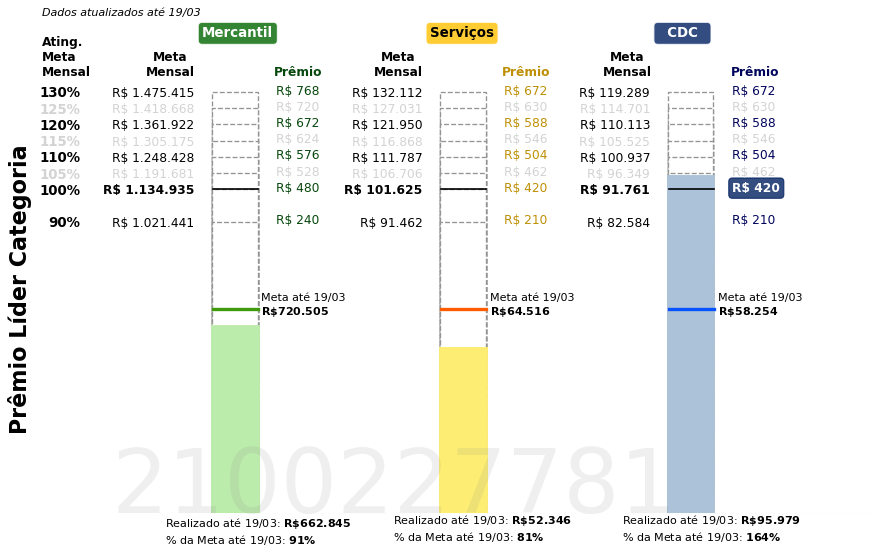 Dados atualizados até 19/03
Mercantil Serviços CDC
Ating.
Meta
Mensal
Meta
Mensal
Prêmio
Meta
Mensal
Prêmio
Meta
Mensal
Prêmio
130% R$ 1.475.415 R$ 768 R$ 132.112 R$ 672 R$ 119.289 R$ 672
125% R$ 1.418.668 R$ 720 R$ 127.031 R$ 630 R$ 114.701 R$ 630
120% R$ 1.361.922 R$ 672 R$ 121.950 R$ 588 R$ 110.113 R$ 588
115% R$ 1.305.175 R$ 624 R$ 116.868 R$ 546 R$ 105.525 R$ 546
110% R$ 1.248.428 R$ 576 R$ 111.787 R$ 504 R$ 100.937 R$ 504
105% R$ 1.191.681 R$ 528 R$ 106.706 R$ 462 R$ 96.349 R$ 462
100% R$ 1.134.935 R$ 480 R$ 101.625 R$ 420 R$ 91.761 R$ 420
90% R$ 1.021.441 R$ 240 R$ 91.462 R$ 210 R$ 82.584 R$ 210
Prêmio Líder Categoria
Meta até 19/03
R$720.505
Meta até 19/03
R$64.516
Meta até 19/03
R$58.254
2100227781
Realizado até 19/03: R$662.845
% da Meta até 19/03: 91%
Realizado até 19/03: R$52.346
% da Meta até 19/03: 81%
Realizado até 19/03: R$95.979
% da Meta até 19/03: 164%